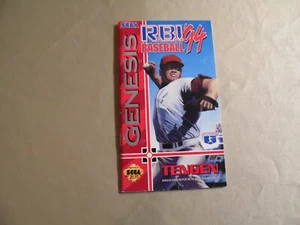 SEGA
GENESIS
RBI '94
BASEBALL
TENGEN
SEGA